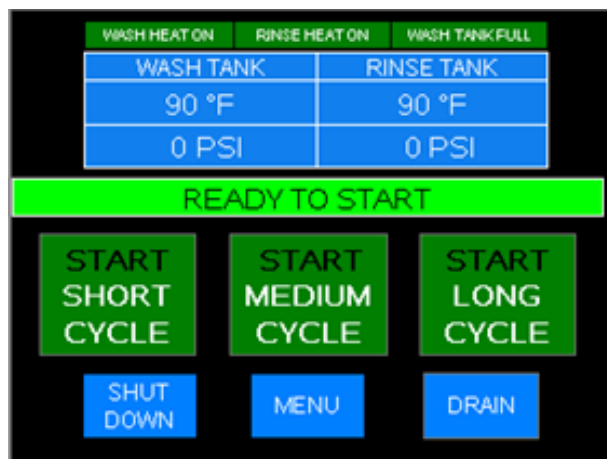 WASH HEAT ON RINSE HEAT ON WASH TANK FULL
WASH TANK RINSE TANK
90 °F 90 °F
0 PSI 0 PSI
READY TO START
START START START
SHORT MEDIUM LONG
CYCLE CYCLE CYCLE
SHUT
DOWN MENU DRAIN